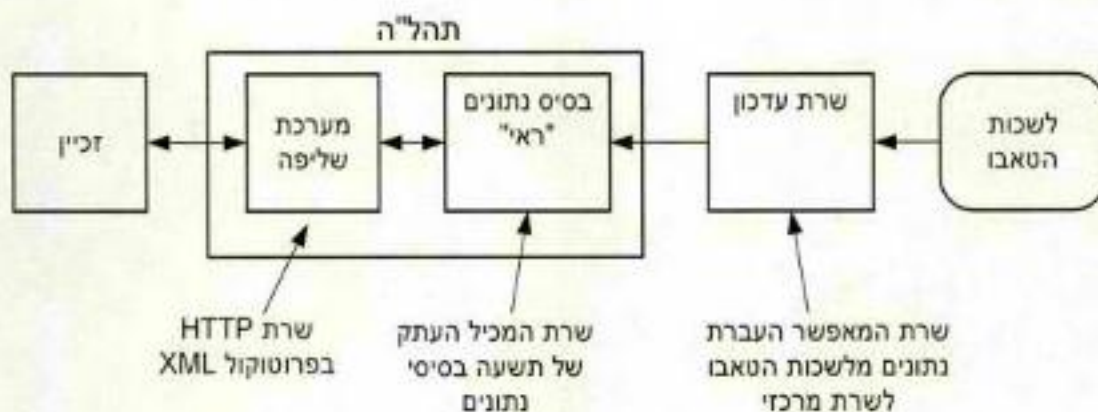 תהל"ה
לשכות
הטאבו
שרת עדכון
בסיס נתונים
"ראי"
מערכת
שליפה
זכיין
שרת המאפשר העברת
נתונים מלשכות הטאבו
לשרת מרכזי
שרת המכיל העתק
של תשעה בסיסי
נתונים
שרת HTTP
בפרוטוקול XML